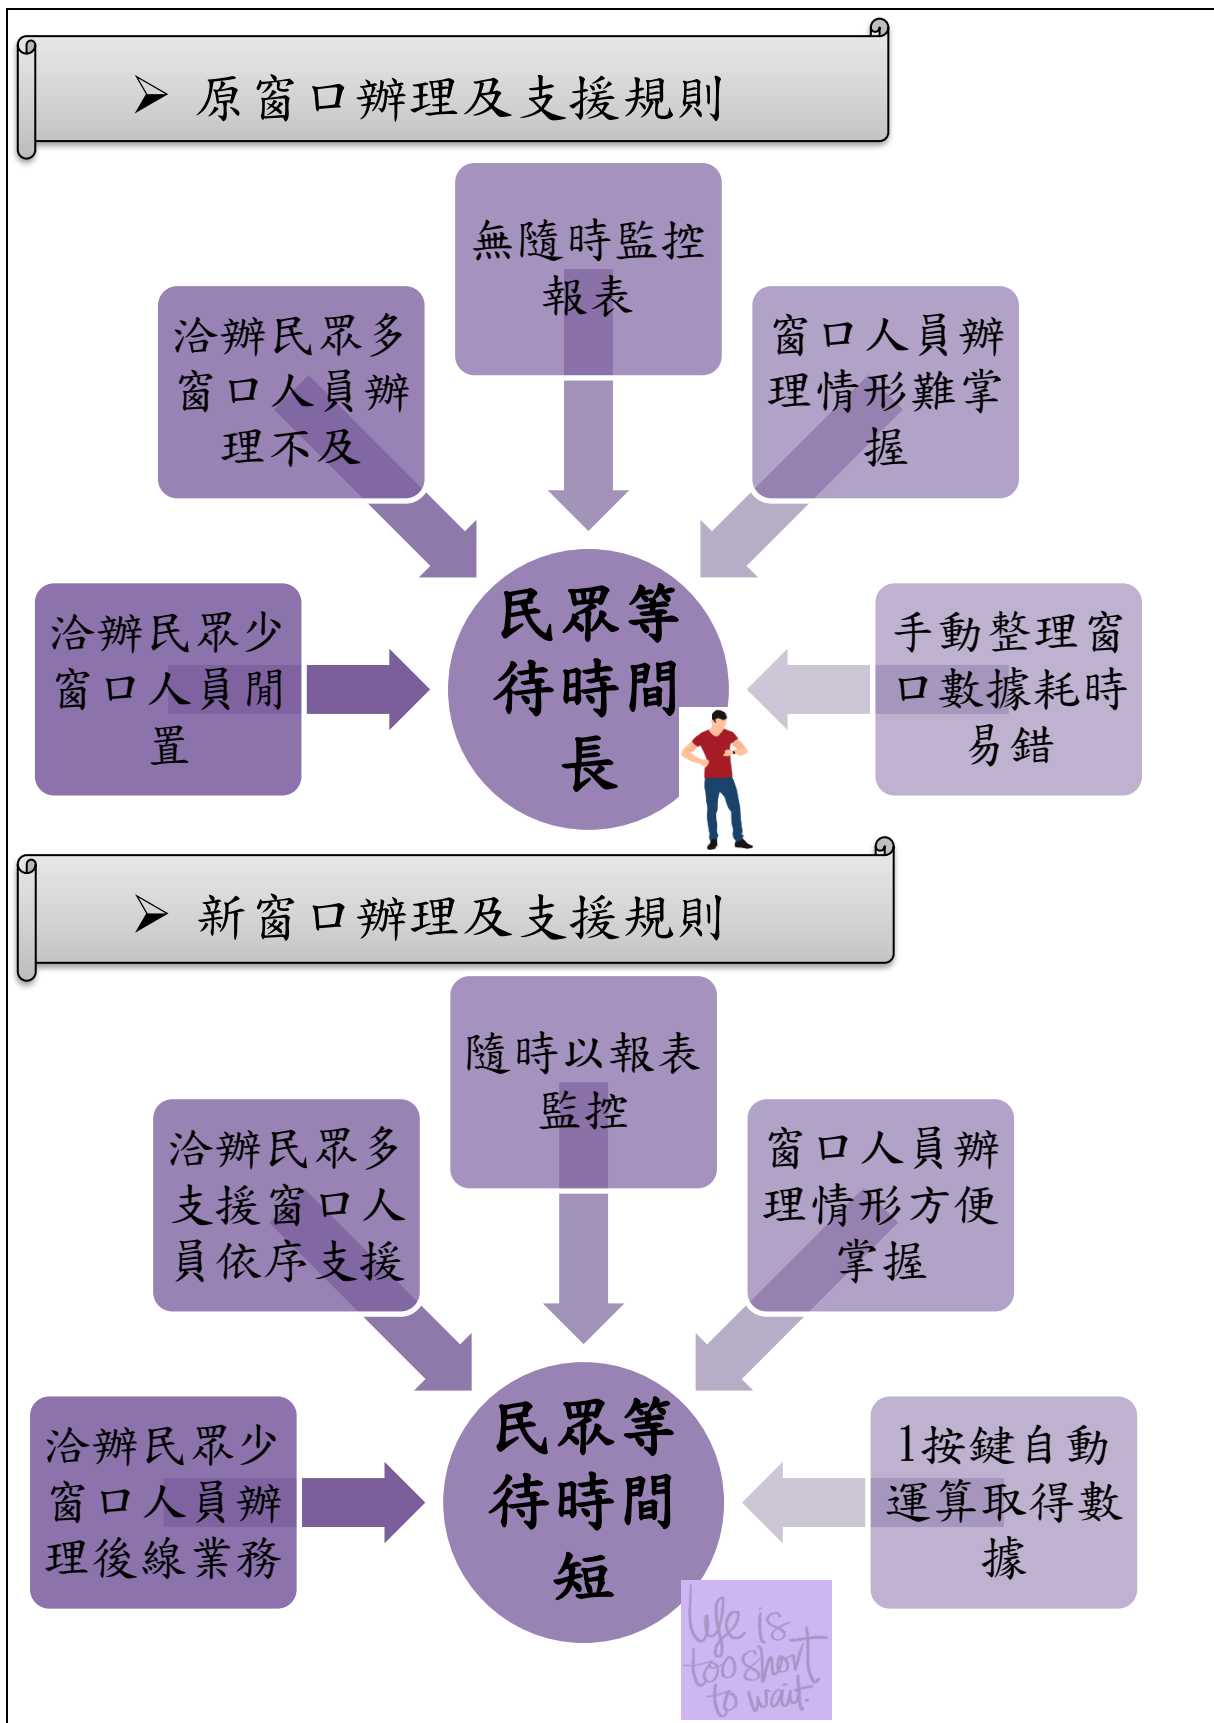 ➢ 原窗口辦理及支援規則
無隨時監控
報表
洽辦民眾多
窗口人員辦
理不及
窗口人員辦
理情形難掌
握
洽辦民眾少
窗口人員閒
置
民眾等
待時間
長
手動整理窗
口數據耗時
易錯
➢ 新窗口辦理及支援規則
隨時以報表
監控
洽辦民眾多
支援窗口人
員依序支援
窗口人員辦
理情形方便
掌握
洽辦民眾少
窗口人員辦
理後線業務
民眾等
待時間
短
1按鍵自動
運算取得數
據
Life is
too short
to wait.